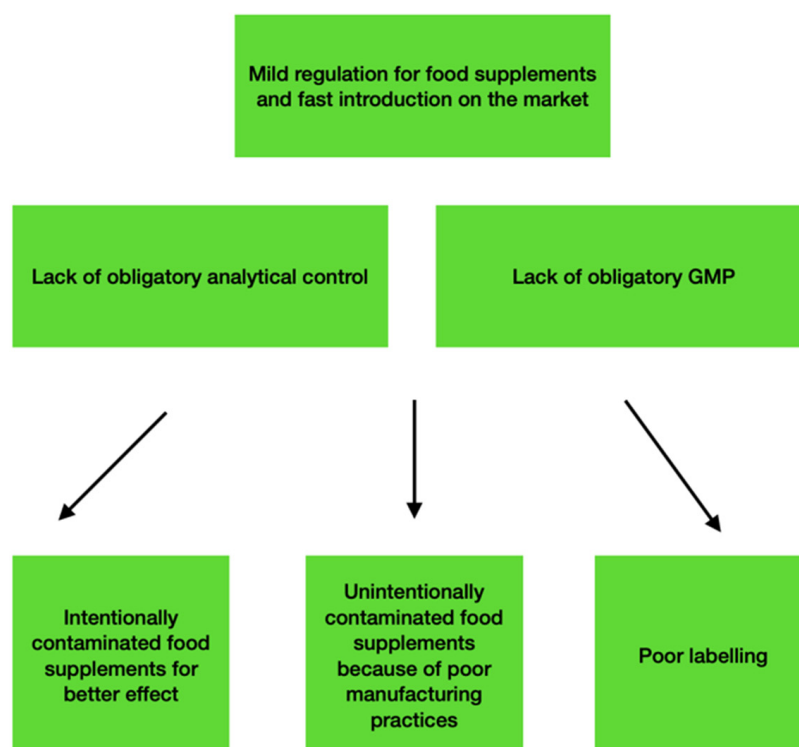 Mild regulation for food supplements
and fast introduction on the market
Lack of obligatory analytical control
Lack of obligatory GMP
Intentionally
contaminated food
supplements for
better effect
Unintentionally
contaminated food
supplements
because of poor
manufacturing
practices
Poor labelling